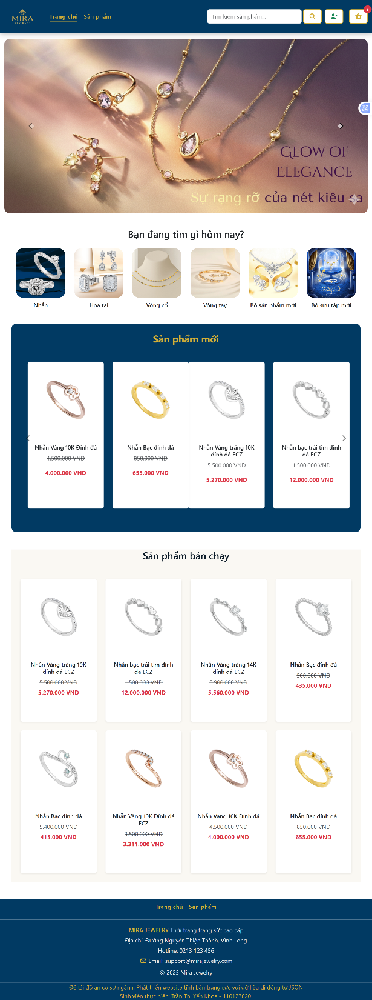 MIRA
JEWELRY
Trang chủ
Sản phẩm
Tìm kiếm sản phẩm...
5
GLOW OF
ELEGANCE
Sự rạng rỡ của nét kiêu sa
Bạn đang tìm gì hôm nay?
Nhẫn
Hoa tai
Vòng cổ
Vòng tay
Bộ sản phẩm mới
Bộ sưu tập mới
Sản phẩm mới
Nhẫn Vàng 10K Đính đá
4.500.000 VND
4.000.000 VND
Nhẫn Bạc đính đá
850.000 VND
655.000 VND
Nhẫn Vàng trắng 10K
đính đá ECZ
5.500.000 VND
5.270.000 VND
Nhẫn bạc trái tim đính
đá ECZ
1.500.000 VND
12.000.000 VND
Sản phẩm bán chạy
Nhẫn Vàng trắng 10K
đính đá ECZ
5.500.000 VND
5.270.000 VND
Nhẫn bạc trái tim đính
đá ECZ
1.500.000 VND
12.000.000 VND
Nhẫn Vàng trắng 14K
đính đá ECZ
5.900.000 VND
5.560.000 VND
Nhẫn Bạc đính đá
500.000 VND
435.000 VND
Nhẫn Bạc đính đá
5.400.000 VND
415.000 VND
Nhẫn Vàng 10K Đính đá
ECZ
3.500.000 VND
3.311.000 VND
Nhẫn Vàng 10K Đính đá
4.500.000 VND
4.000.000 VND
Nhẫn Bạc đính đá
850.000 VND
655.000 VND
Trang chủ
Sản phẩm
MIRA JEWELRY Thời trang trang sức cao cấp
Địa chỉ: Đường Nguyễn Thiện Thành, Vĩnh Long
Hotline: 0213 123 456
Email: support@mirajewelry.com
© 2025 Mira Jewelry
Đề tài đồ án cơ sở ngành: Phát triển website tĩnh bán trang sức với dữ liệu di động từ JSON
Sinh viên thực hiện: Trần Thị Yến Khoa - 110123020.